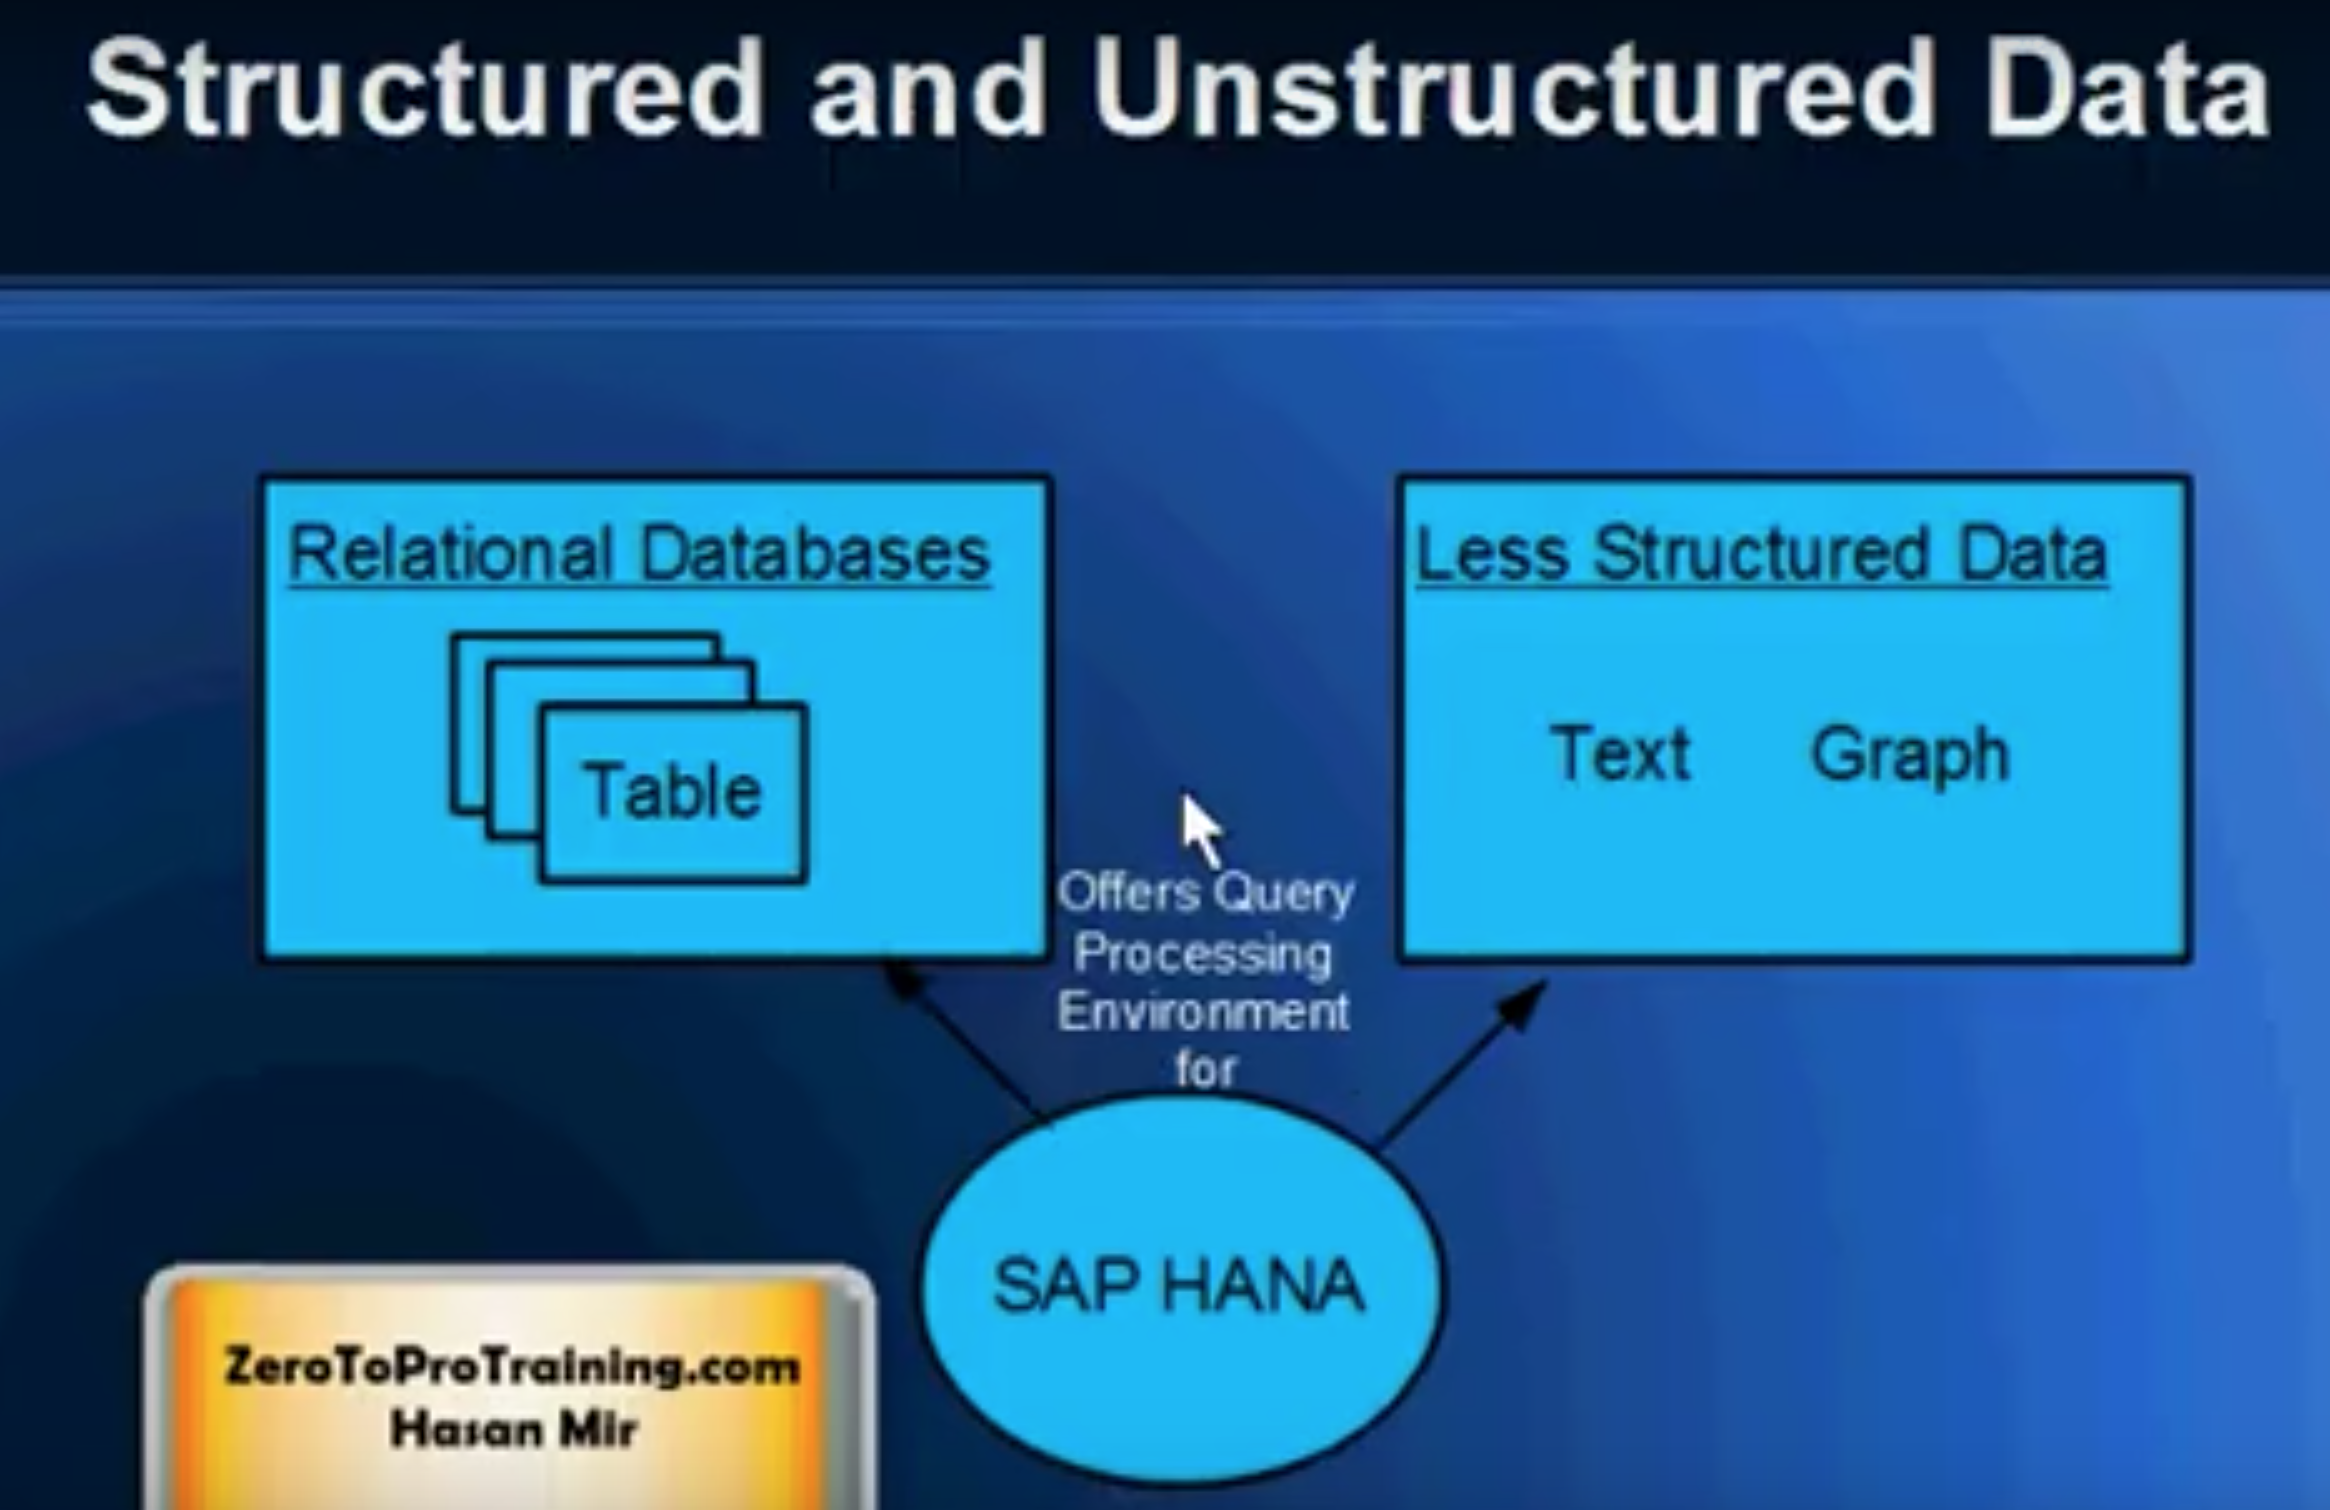 Structured and Unstructured Data
Relational Databases
Table
Less Structured Data
Text Graph
Offers Query
Processing
Environment
for
SAP HANA
ZeroToProTraining.com
Hasan Mir